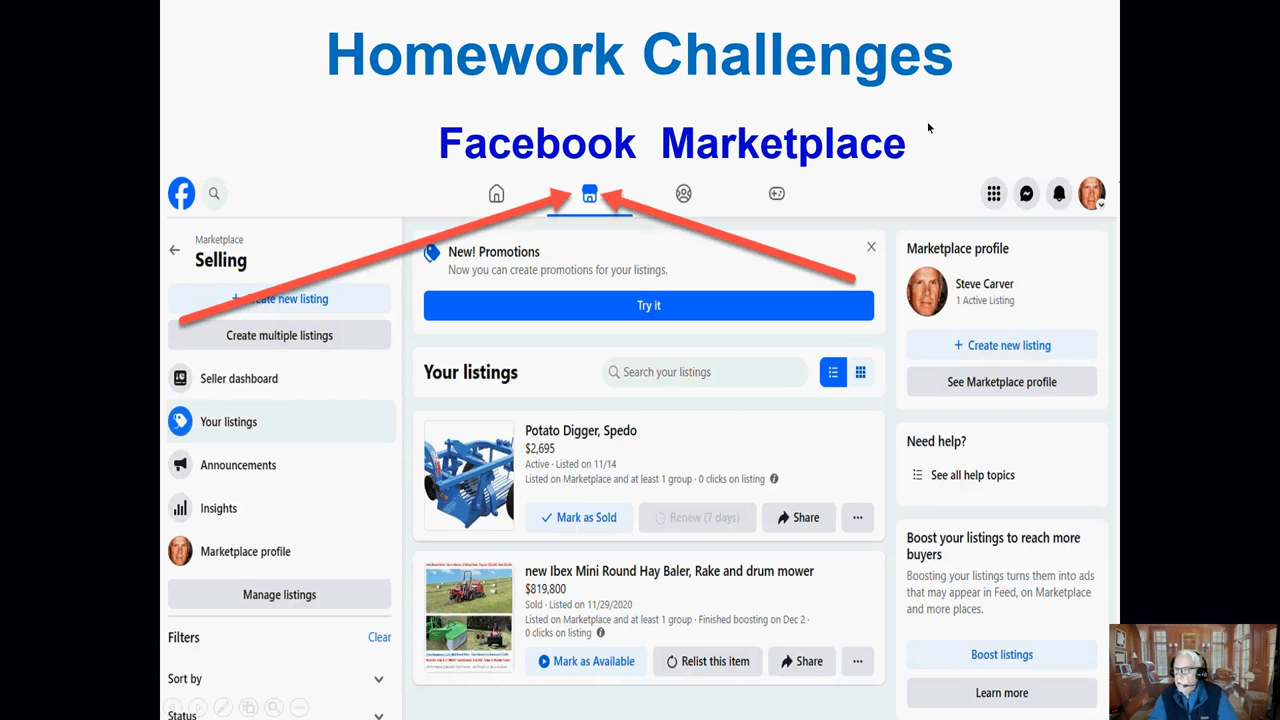 Homework Challenges
Facebook Marketplace
Marketplace
Selling
+ Create new listing
Create multiple listings
Seller dashboard
Your listings
Announcements
Insights
Marketplace profile
Manage listings
Filters
Clear
Sort by
Status
New! Promotions
Now you can create promotions for your listings.
Try it
Your listings
Search your listings
Potato Digger, Spedo
$2,695
Active · Listed on 11/14
Listed on Marketplace and at least 1 group · 0 clicks on listing
Mark as Sold
Renew (7 days)
Share
new Ibex Mini Round Hay Baler, Rake and drum mower
$819,800
Sold · Listed on 11/29/2020
Listed on Marketplace and at least 1 group · Finished boosting on Dec 2 ·
0 clicks on listing
Mark as Available
Relist this item
Share
Marketplace profile
Steve Carver
1 Active Listing
+ Create new listing
See Marketplace profile
Need help?
See all help topics
Boost your listings to reach more
buyers
Boosting your listings turns them into ads
that may appear in Feed, on Marketplace
and more places.
Boost listings
Learn more